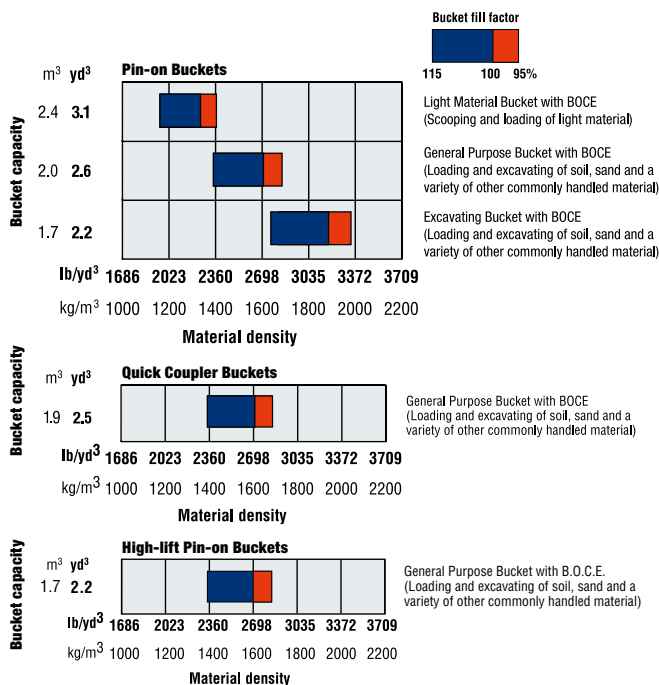 Bucket fill factor
115 100 95%
m³ yd³ Pin-on Buckets
Bucket capacity
2.4 3.1
Light Material Bucket with BOCE
(Scooping and loading of light material)
2.0 2.6
General Purpose Bucket with BOCE
(Loading and excavating of soil, sand and a
variety of other commonly handled material)
1.7 2.2
Excavating Bucket with BOCE
(Loading and excavating of soil, sand and a
variety of other commonly handled material)
lb/yd³ 1686 2023 2360 2698 3035 3372 3709
kg/m³ 1000 1200 1400 1600 1800 2000 2200
Material density
Quick Coupler Buckets
Bucket capacity
m³ yd³
1.9 2.5
General Purpose Bucket with BOCE
(Loading and excavating of soil, sand and a
variety of other commonly handled material)
lb/yd³ 1686 2023 2360 2698 3035 3372 3709
kg/m³ 1000 1200 1400 1600 1800 2000 2200
Material density
High-lift Pin-on Buckets
Bucket capacity
m³ yd³
1.7 2.2
General Purpose Bucket with B.O.C.E.
(Loading and excavating of soil, sand and a
variety of other commonly handled material)
lb/yd³ 1686 2023 2360 2698 3035 3372 3709
kg/m³ 1000 1200 1400 1600 1800 2000 2200
Material density